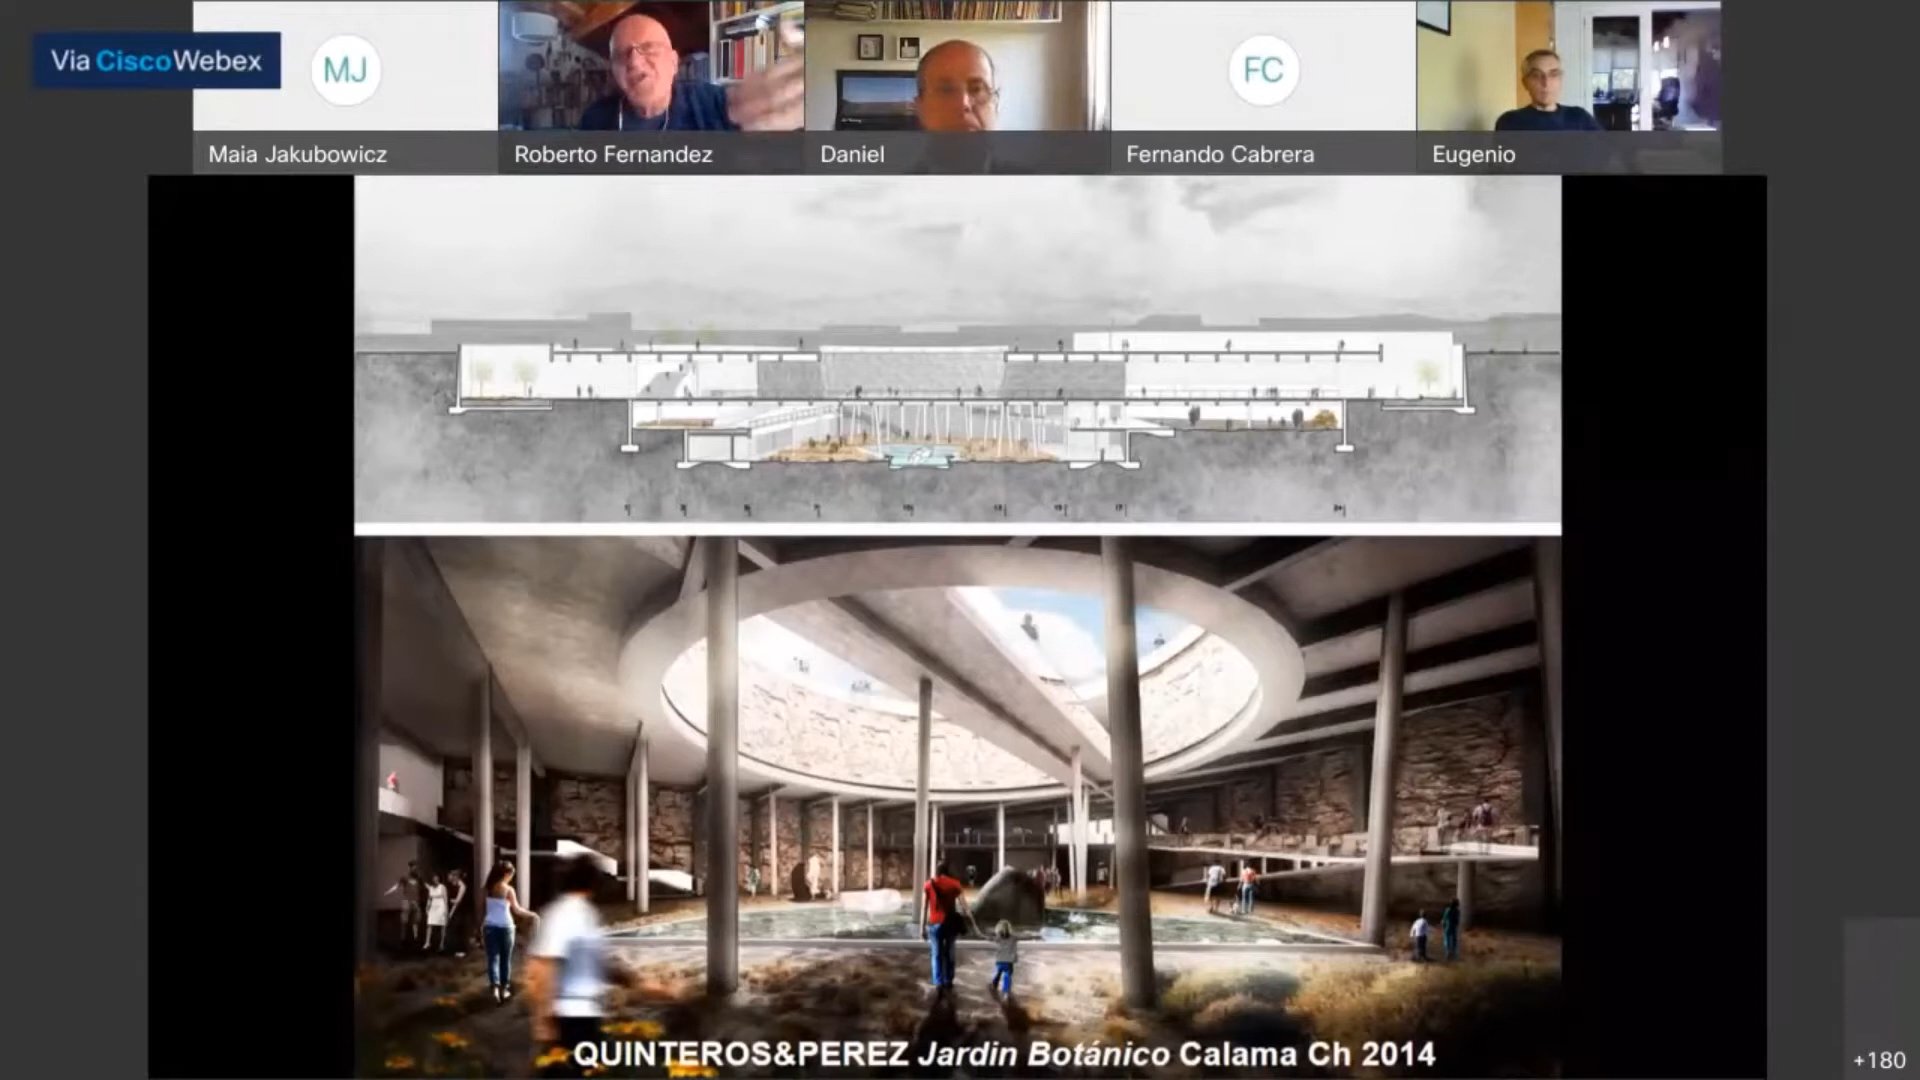 Via CiscoWebex
MJ
FC
Maia Jakubowicz
Roberto Fernandez
Daniel
Fernando Cabrera
Eugenio
QUINTEROS&PEREZ Jardin Botánico Calama Ch 2014
+180